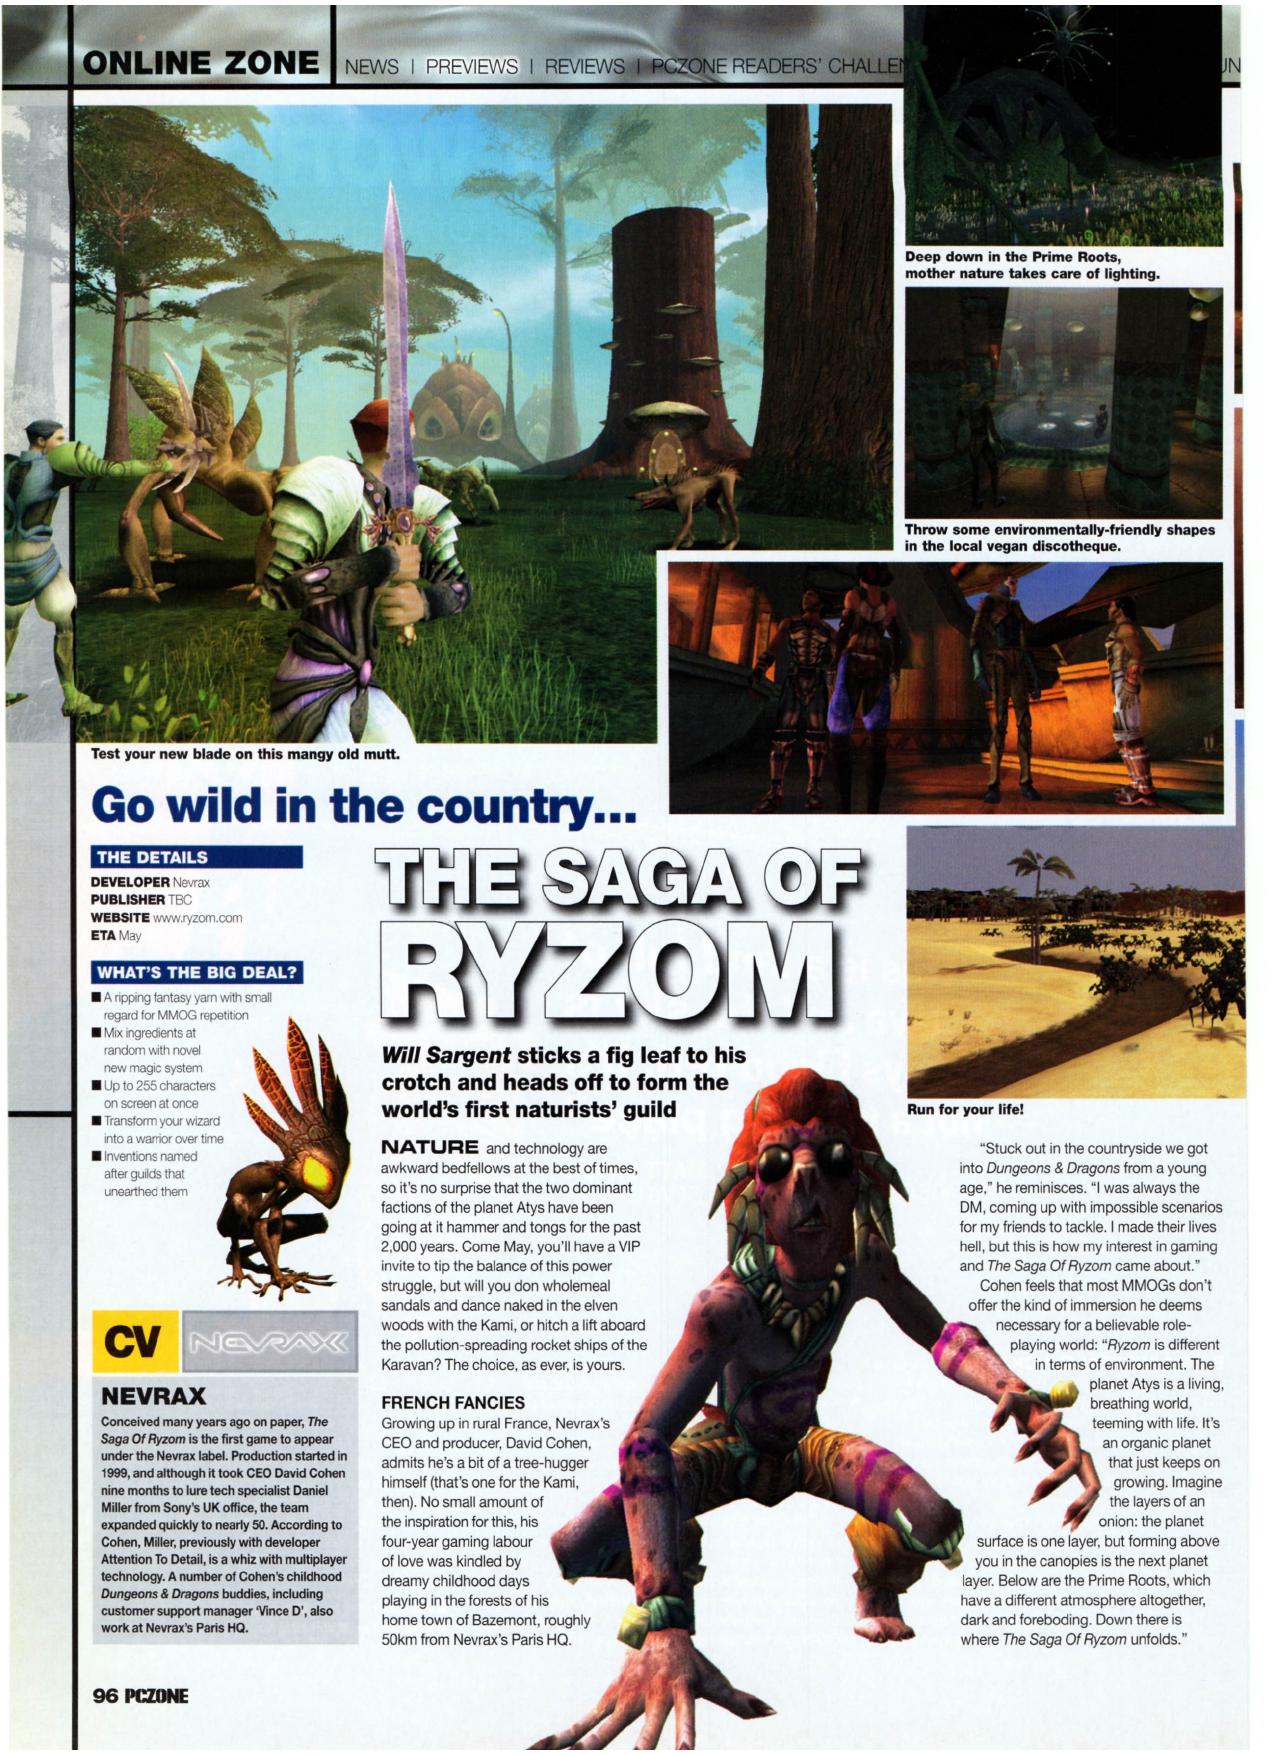 ONLINE ZONE
NEWS | PREVIEWS | REVIEWS | PCZONE READERS' CHALLEN
UN
Deep down in the Prime Roots,
mother nature takes care of lighting.
Throw some environmentally-friendly shapes
in the local vegan discotheque.
Test your new blade on this mangy old mutt.
Go wild in the country...
THE DETAILS
DEVELOPER Nevrax
PUBLISHER TBC
WEBSITE www.ryzom.com
ETA May
WHAT'S THE BIG DEAL?
■ A ripping fantasy yarn with small
regard for MMOG repetition
■ Mix ingredients at
random with novel
new magic system
■ Up to 255 characters
on screen at once
■ Transform your wizard
into a warrior over time
■ Inventions named
after guilds that
unearthed them
CV
NEVRAX
NEVRAX
Conceived many years ago on paper, The
Saga Of Ryzom is the first game to appear
under the Nevrax label. Production started in
1999, and although it took CEO David Cohen
nine months to lure tech specialist Daniel
Miller from Sony's UK office, the team
expanded quickly to nearly 50. According to
Cohen, Miller, previously with developer
Attention To Detail, is a whiz with multiplayer
technology. A number of Cohen's childhood
Dungeons & Dragons buddies, including
customer support manager 'Vince D', also
work at Nevrax's Paris HQ.
THE SAGA OF
RYZOM
Will Sargent sticks a fig leaf to his
crotch and heads off to form the
world's first naturists' guild
NATURE and technology are
awkward bedfellows at the best of times,
so it's no surprise that the two dominant
factions of the planet Atys have been
going at it hammer and tongs for the past
2,000 years. Come May, you'll have a VIP
invite to tip the balance of this power
struggle, but will you don wholemeal
sandals and dance naked in the elven
woods with the Kami, or hitch a lift aboard
the pollution-spreading rocket ships of the
Karavan? The choice, as ever, is yours.
FRENCH FANCIES
Growing up in rural France, Nevrax's
CEO and producer, David Cohen,
admits he's a bit of a tree-hugger
himself (that's one for the Kami,
then). No small amount of
the inspiration for this, his
four-year gaming labour
of love was kindled by
dreamy childhood days
playing in the forests of his
home town of Bazemont, roughly
50km from Nevrax's Paris HQ.
Run for your life!
"Stuck out in the countryside we got
into Dungeons & Dragons from a young
age," he reminisces. "I was always the
DM, coming up with impossible scenarios
for my friends to tackle. I made their lives
hell, but this is how my interest in gaming
and The Saga Of Ryzom came about."
Cohen feels that most MMOGs don't
offer the kind of immersion he deems
necessary for a believable role-
playing world: "Ryzom is different
in terms of environment. The
planet Atys is a living,
breathing world,
teeming with life. It's
an organic planet
that just keeps on
growing. Imagine
the layers of an
onion: the planet
surface is one layer, but forming above
you in the canopies is the next planet
layer. Below are the Prime Roots, which
have a different atmosphere altogether,
dark and foreboding. Down there is
where The Saga Of Ryzom unfolds."
96 PCZONE